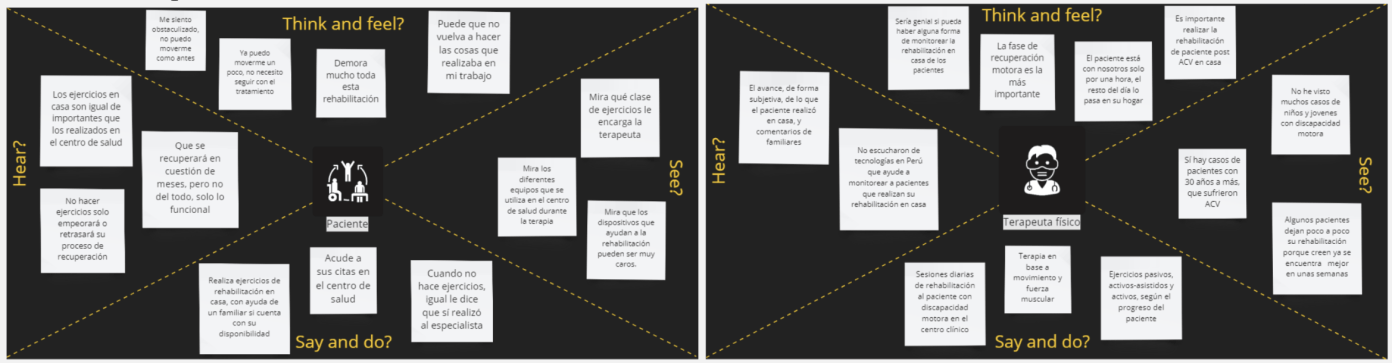 Think and feel?
Me siento
obstaculizado,
no puedo
moverme
como antes
Ya puedo
moverme un
poco, no necesito
seguir con el
tratamiento
Demora
mucho toda
esta
rehabilitación
Puede que no
vuelva a hacer
las cosas que
realizaba en
mi trabajo
Hear?
Los ejercicios en
casa son igual de
importantes que
los realizados en
el centro de salud
Que se
recuperará en
cuestión de
meses, pero no
del todo, solo lo
funcional
No hacer
ejercicios solo
empeorará o
retrasará su
proceso de
recuperación
Paciente
See?
Mira qué clase
de ejercicios le
encarga la
terapeuta
Mira los
diferentes
equipos que se
utiliza en el centro
de salud durante
la terapia
Mira que los
dispositivos que
ayudan a la
rehabilitación
pueden ser muy
caros.
Realiza ejercicios de
rehabilitación en
casa, con ayuda de
un familiar si cuenta
con su
disponibilidad
Acude a
sus citas en
el centro de
salud
Cuando no
hace ejercicios,
igual le dice
que sí realizó
al especialista
Say and do?
Think and feel?
Sería genial si pueda
haber alguna forma
de monitorear la
rehabilitación en
casa de los
pacientes
La fase de
recuperación
motora es la
más
importante
El paciente está
con nosotros solo
por una hora, el
resto del día lo
pasa en su hogar
Es importante
realizar la
rehabilitación
de paciente post
ACV en casa
Hear?
El avance, de forma
subjetiva, de lo que
el paciente realizó
en casa, y
comentarios de
familiares
No escucharon de
tecnologías en Perú
que ayude a
monitorear a pacientes
que realizan su
rehabilitación en casa
Terapeuta físico
See?
No he visto
muchos casos de
niños y jovenes
con discapacidad
motora
Sí hay casos de
pacientes con
30 años a más,
que sufrieron
ACV
Algunos pacientes
dejan poco a poco
su rehabilitación
porque creen ya se
encuentra mejor
en unas semanas
Sesiones diarias
de rehabilitación
al paciente con
discapacidad
motora en el
centro clínico
Terapia en
base a
movimiento y
fuerza
muscular
Ejercicios pasivos,
activos-asistidos y
activos, según el
progreso del
paciente
Say and do?